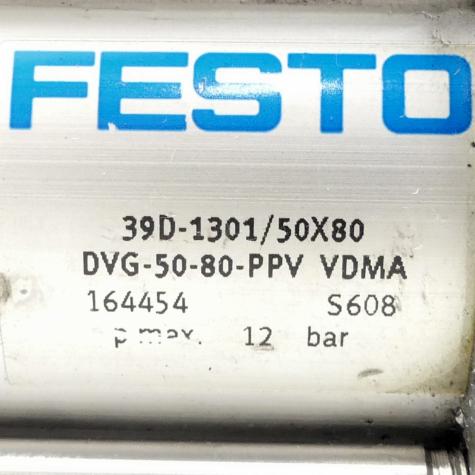 FESTO
39D-1301/50X80
DVG-50-80-PPV VDMA
164454 S608
p max. 12 bar